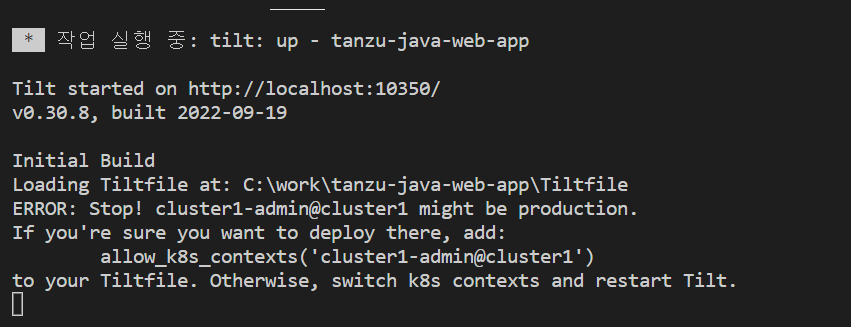 * 작업 실행 중: tilt: up - tanzu-java-web-app
Tilt started on http://localhost:10350/
v0.30.8, built 2022-09-19
Initial Build
Loading Tiltfile at: C:\work\tanzu-java-web-app\Tiltfile
ERROR: Stop! cluster1-admin@cluster1 might be production.
If you're sure you want to deploy there, add:
allow_k8s_contexts('cluster1-admin@cluster1')
to your Tiltfile. Otherwise, switch k8s contexts and restart Tilt.